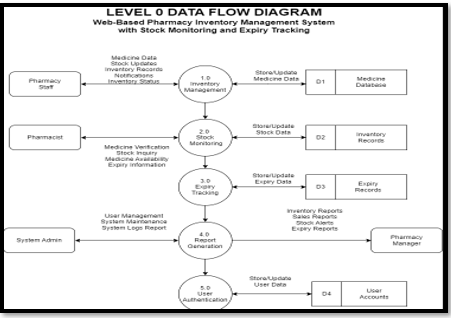 LEVEL 0 DATA FLOW DIAGRAM
Web-Based Pharmacy Inventory Management System
with Stock Monitoring and Expiry Tracking
Medicine Data
Stock Updates
Inventory Records
Notifications
Inventory Status
Pharmacy
Staff
1.0
Inventory
Management
Store/Update
Medicine Data
D1
Medicine
Database
Pharmacist
Medicine Verification
Stock Inquiry
Medicine Availability
Expiry Information
2.0
Stock
Monitoring
Store/Update
Stock Data
D2
Inventory
Records
3.0
Expiry
Tracking
Store/Update
Expiry Data
D3
Expiry
Records
User Management
System Maintenance
System Logs Report
System Admin
4.0
Report
Generation
Inventory Reports
Sales Reports
Stock Alerts
Expiry Reports
Pharmacy
Manager
5.0
User
Authentication
Store/Update
User Data
D4
User
Accounts